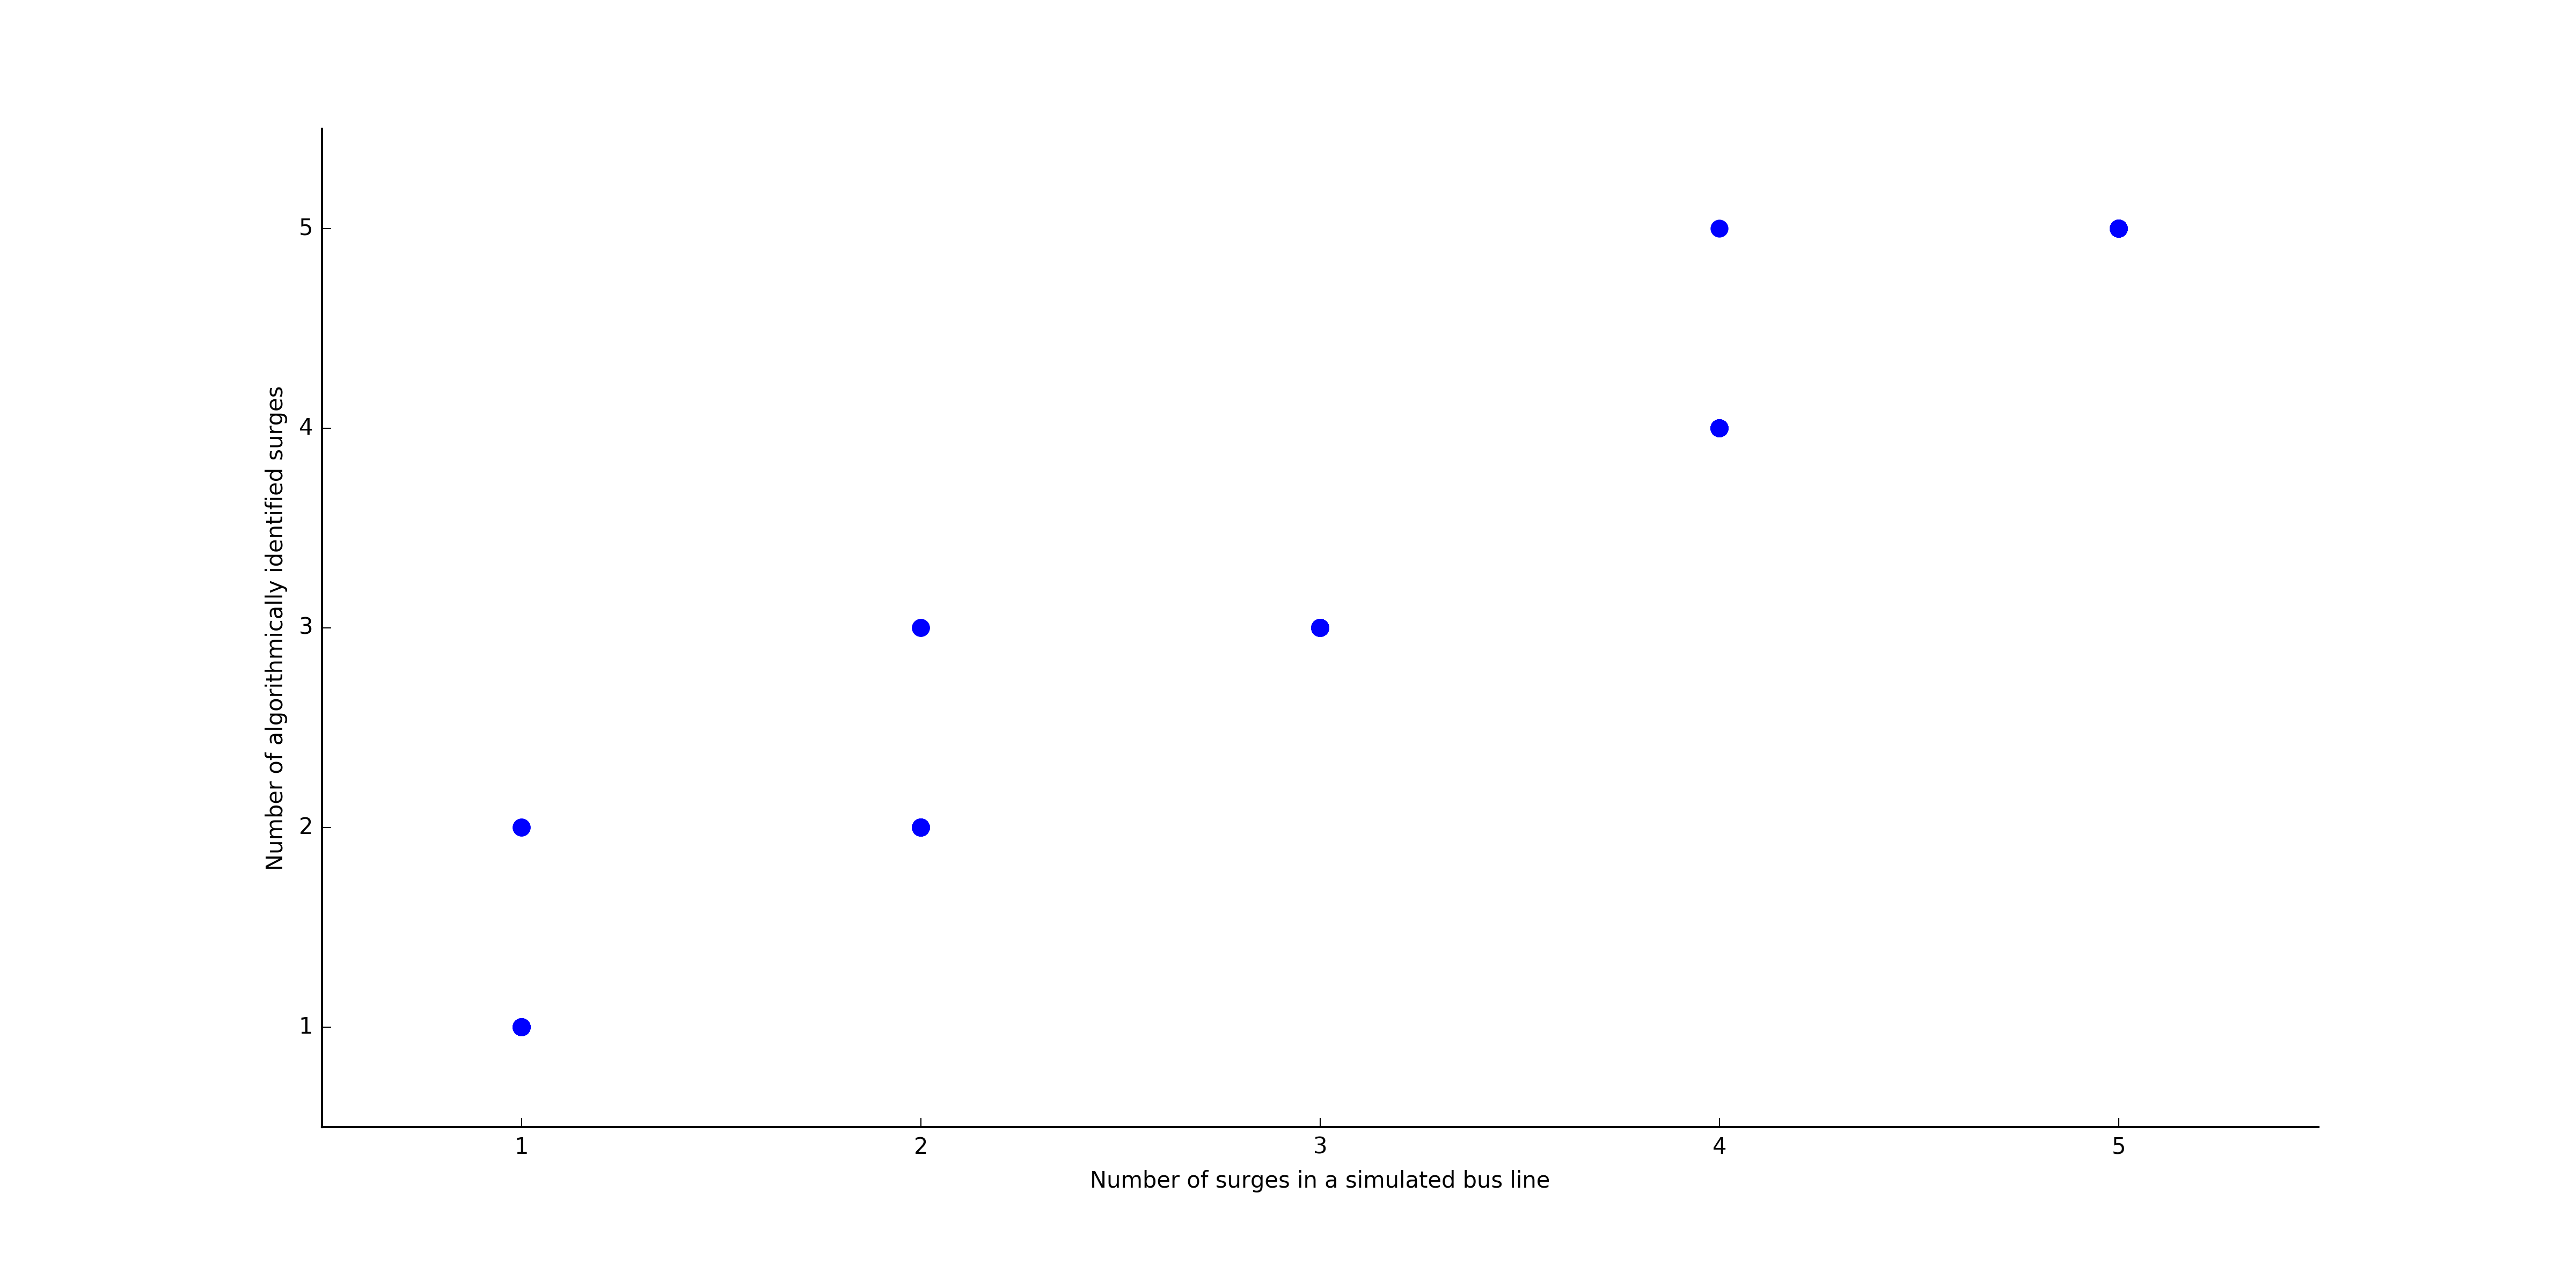 5
4
3
2
1
Number of algorithmically identified surges
1 2 3 4 5
Number of surges in a simulated bus line